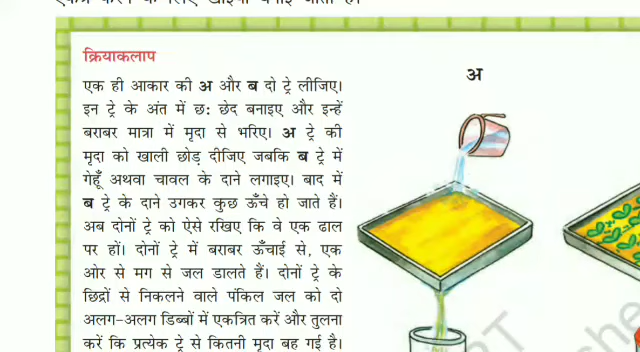 क्रियाकलाप
एक ही आकार की अ और ब दो ट्रे लीजिए।
इन ट्रे के अंत में छः छेद बनाइए और इन्हें
बराबर मात्रा में मृदा से भरिए। अ ट्रे की
मृदा को खाली छोड़ दीजिए जबकि ब ट्रे में
गेहूँ अथवा चावल के दाने लगाइए। बाद में
ब ट्रे के दाने उगकर कुछ ऊँचे हो जाते हैं।
अब दोनों ट्रे को ऐसे रखिए कि वे एक ढाल
पर हों। दोनों ट्रे में बराबर ऊँचाई से, एक
ओर से मग से जल डालते हैं। दोनों ट्रे के
छिद्रों से निकलने वाले पंकिल जल को दो
अलग-अलग डिब्बों में एकत्रित करें और तुलना
करें कि प्रत्येक ट्रे से कितनी मृदा बह गई है।
अ